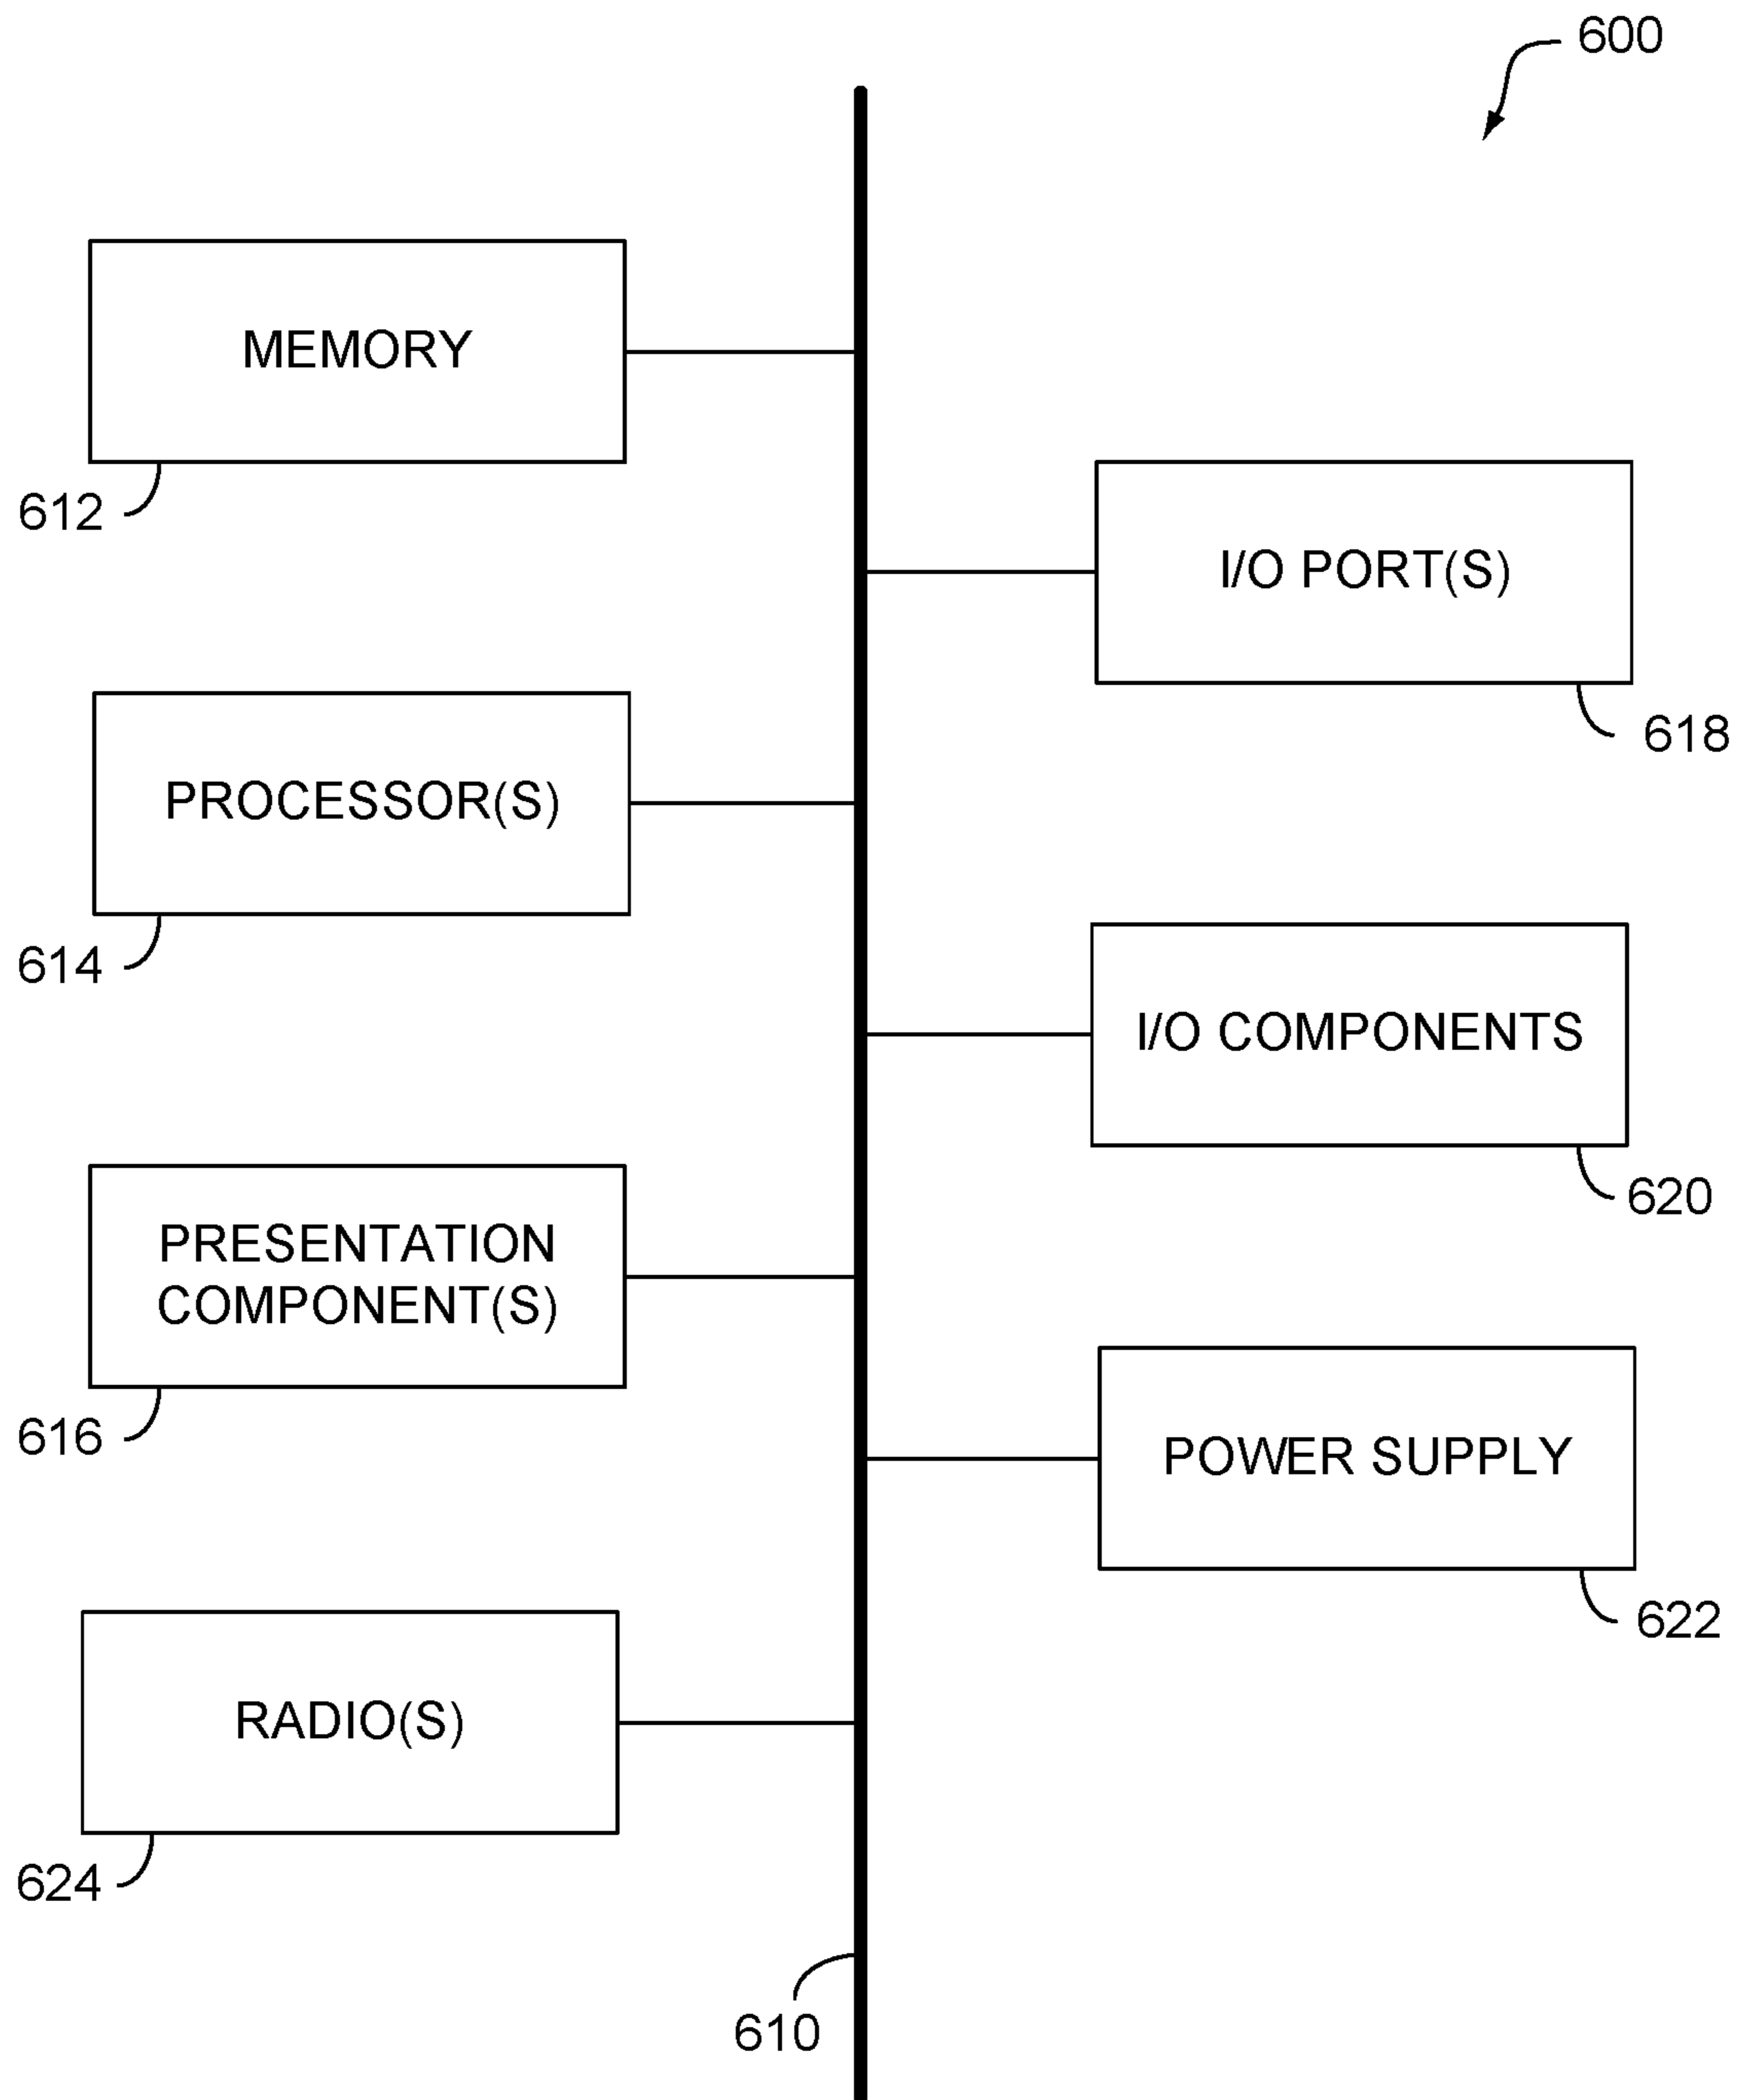 600
MEMORY
612
I/O PORT(S)
618
PROCESSOR(S)
614
I/O COMPONENTS
620
PRESENTATION
COMPONENT(S)
616
POWER SUPPLY
622
RADIO(S)
624
610